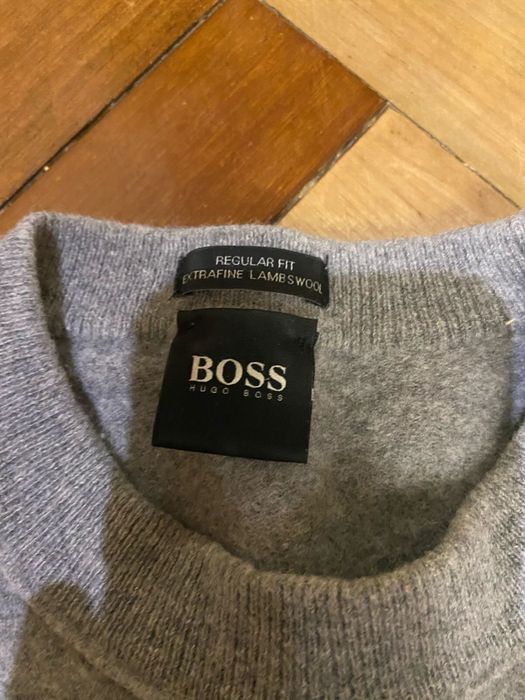 REGULAR FIT
EXTRAFINE LAMBSWOOL
BOSS
HUGO BOSS